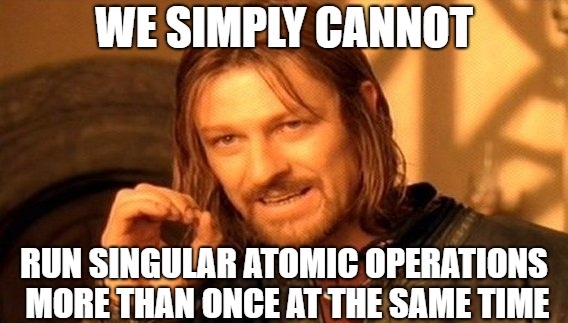 WE SIMPLY CANNOT
RUN SINGULAR ATOMIC OPERATIONS
MORE THAN ONCE AT THE SAME TIME